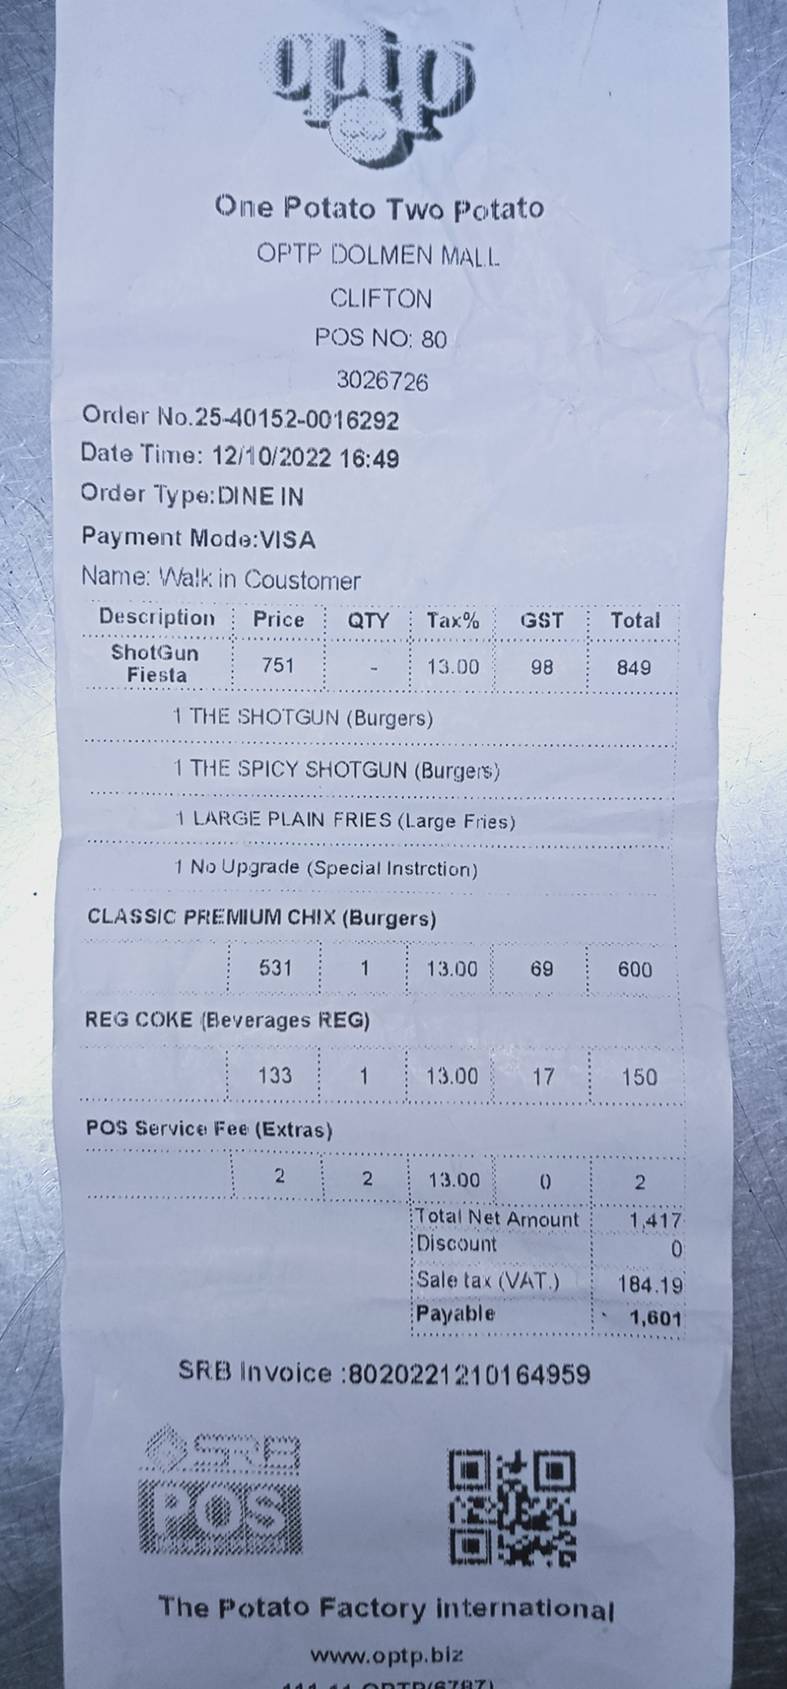 optp
One Potato Two Potato
OPTP DOLMEN MALL
CLIFTON
POS NO: 80
3026726
Order No.25-40152-0016292
Date Time: 12/10/2022 16:49
Order Type:DINE IN
Payment Mode:VISA
Name: Walk in Coustomer
Description Price QTY Tax% GST Total
ShotGun Fiesta 751 - 13.00 98 849
1 THE SHOTGUN (Burgers)
1 THE SPICY SHOTGUN (Burgers)
1 LARGE PLAIN FRIES (Large Fries)
1 No Upgrade (Special Instrction)
CLASSIC PREMIUM CHIX (Burgers)
531 1 13.00 69 600
REG COKE (Beverages REG)
133 1 13.00 17 150
POS Service Fee (Extras)
2 2 13.00 0 2
Total Net Amount 1,417
Discount 0
Sale tax (VAT.) 184.19
Payable 1,601
SRB Invoice :8020221210164959
SRB
POS
The Potato Factory international
www.optp.biz
OPTP(6787)